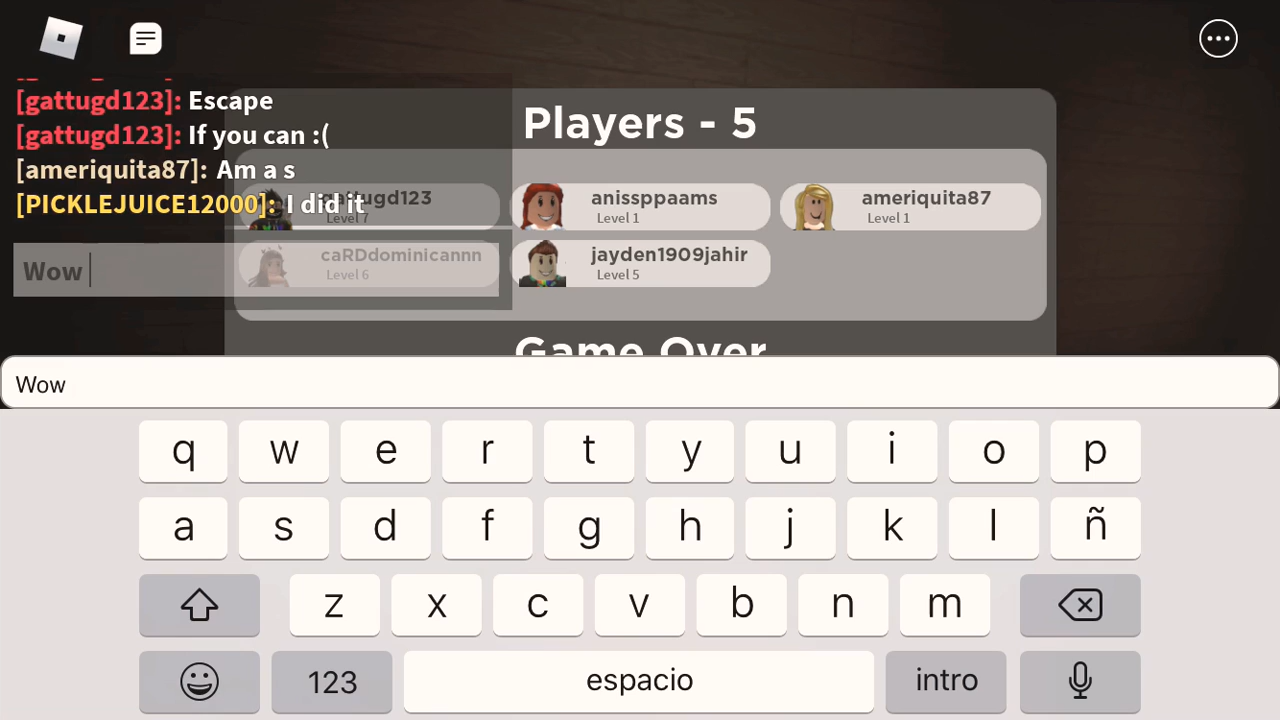 [gattugd123]: Escape
[gattugd123]: If you can :(
[ameriquita87]: Am a s
[PICKLEJUICE12000]: I did it
Wow
Players - 5
gattugd123
Level 7
anissppaams
Level 1
ameriquita87
Level 1
caRDdominicannn
Level 6
jayden1909jahir
Level 5
Game Over
Wow
q w e r t y u i o p
a s d f g h j k l ñ
z x c v b n m
123 espacio intro